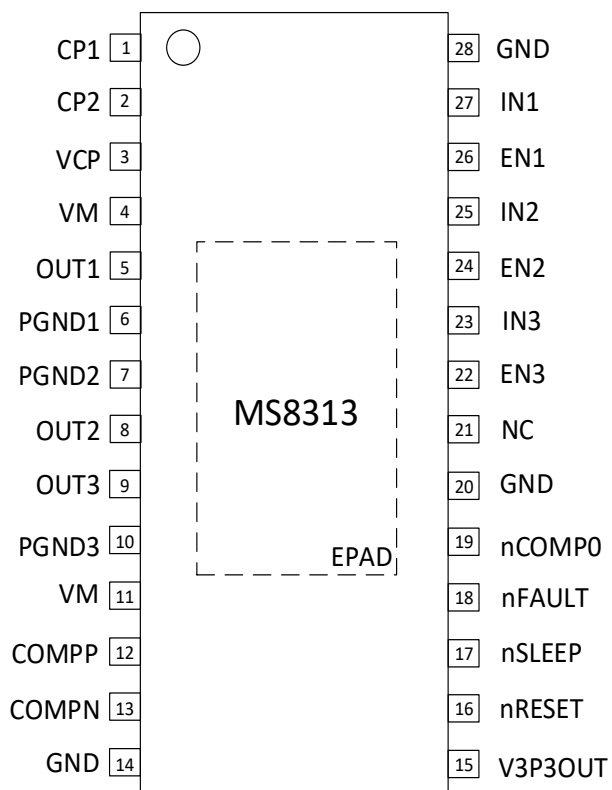 CP1 1 28 GND
CP2 2 27 IN1
VCP 3 26 EN1
VM 4 25 IN2
OUT1 5 24 EN2
PGND1 6 23 IN3
PGND2 7 22 EN3
MS8313
OUT2 8 21 NC
OUT3 9 20 GND
PGND3 10 19 nCOMP0
EPAD
VM 11 18 nFAULT
COMPP 12 17 nSLEEP
COMPN 13 16 nRESET
GND 14 15 V3P3OUT